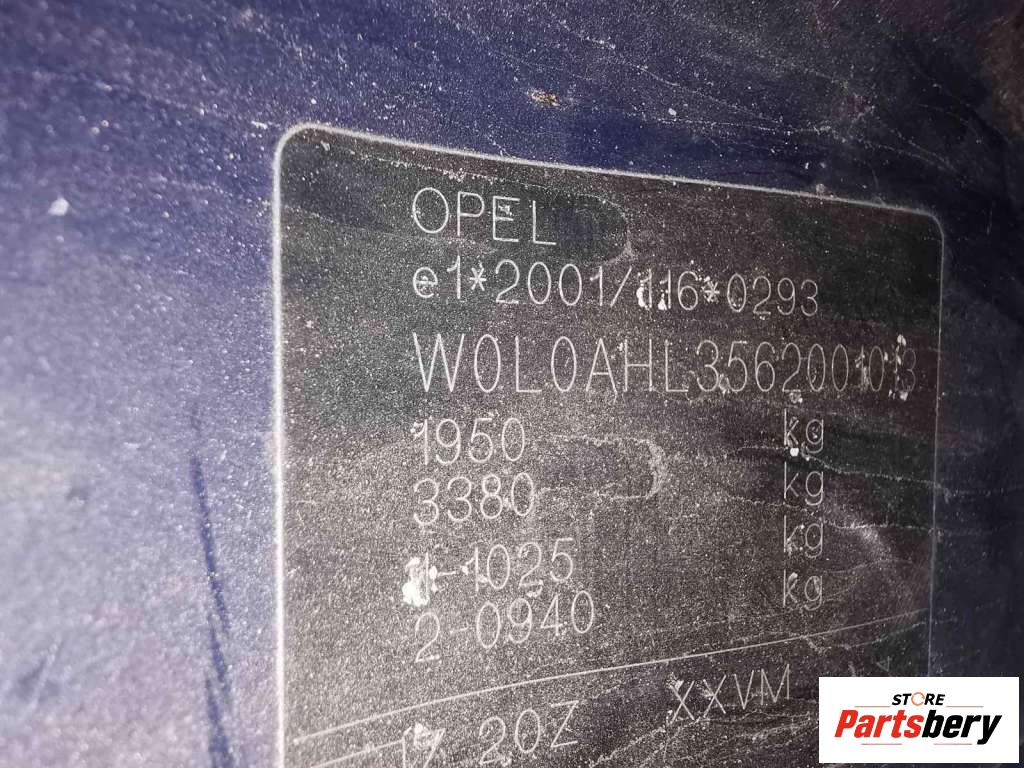 OPEL
e1*2001/116*0293
W0L0AHL3562001013
1950 kg
3380 kg
1-1025 kg
2-0940 kg
20Z XXVM
STORE
Partsbery